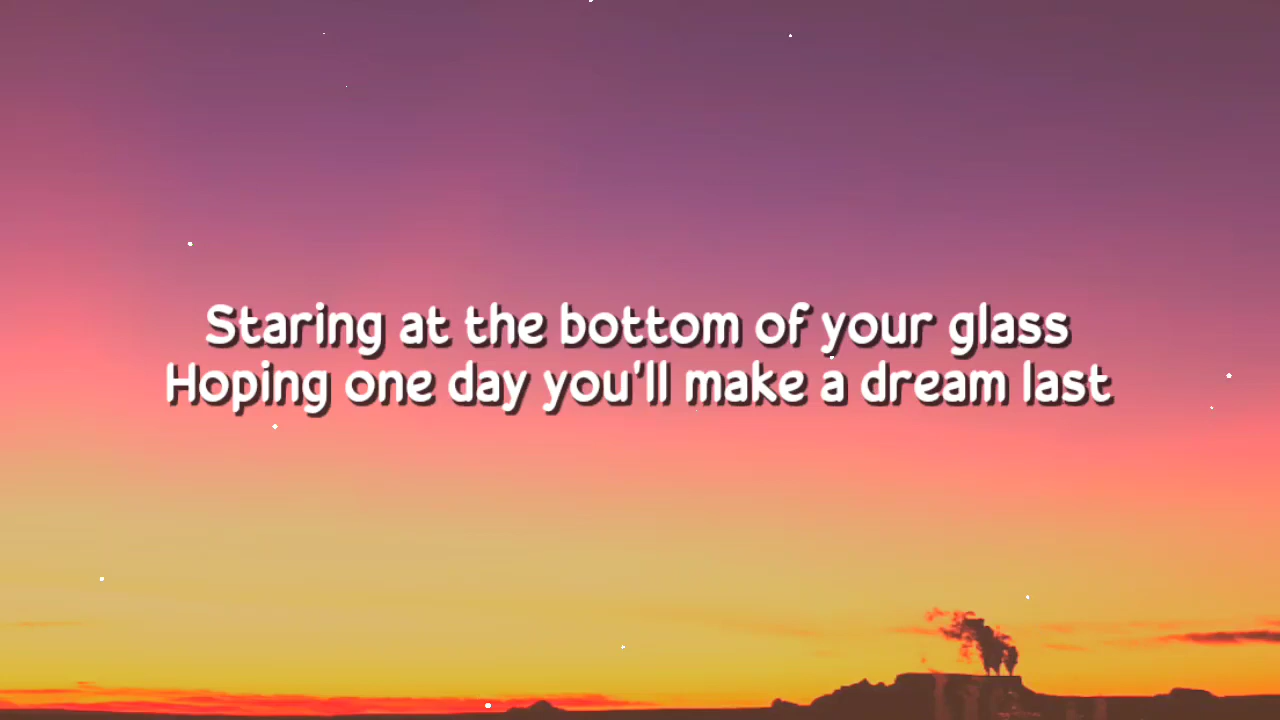 Staring at the bottom of your glass
Hoping one day you'll make a dream last